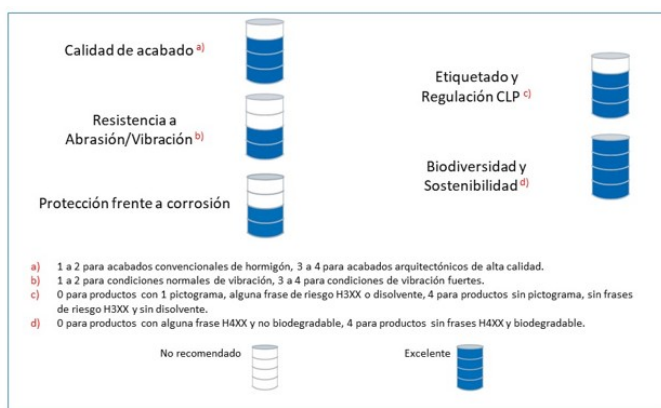 Calidad de acabado a)
Etiquetado y
Regulación CLP c)
Resistencia a
Abrasión/Vibración b)
Biodiversidad y
Sostenibilidad d)
Protección frente a corrosión
a) 1 a 2 para acabados convencionales de hormigón, 3 a 4 para acabados arquitectónicos de alta calidad.
b) 1 a 2 para condiciones normales de vibración, 3 a 4 para condiciones de vibración fuertes.
c) 0 para productos con 1 pictograma, alguna frase de riesgo H3XX o disolvente, 4 para productos sin pictograma, sin frases
de riesgo H3XX y sin disolvente.
d) 0 para productos con alguna frase H4XX y no biodegradable, 4 para productos sin frases H4XX y biodegradable.
No recomendado
Excelente